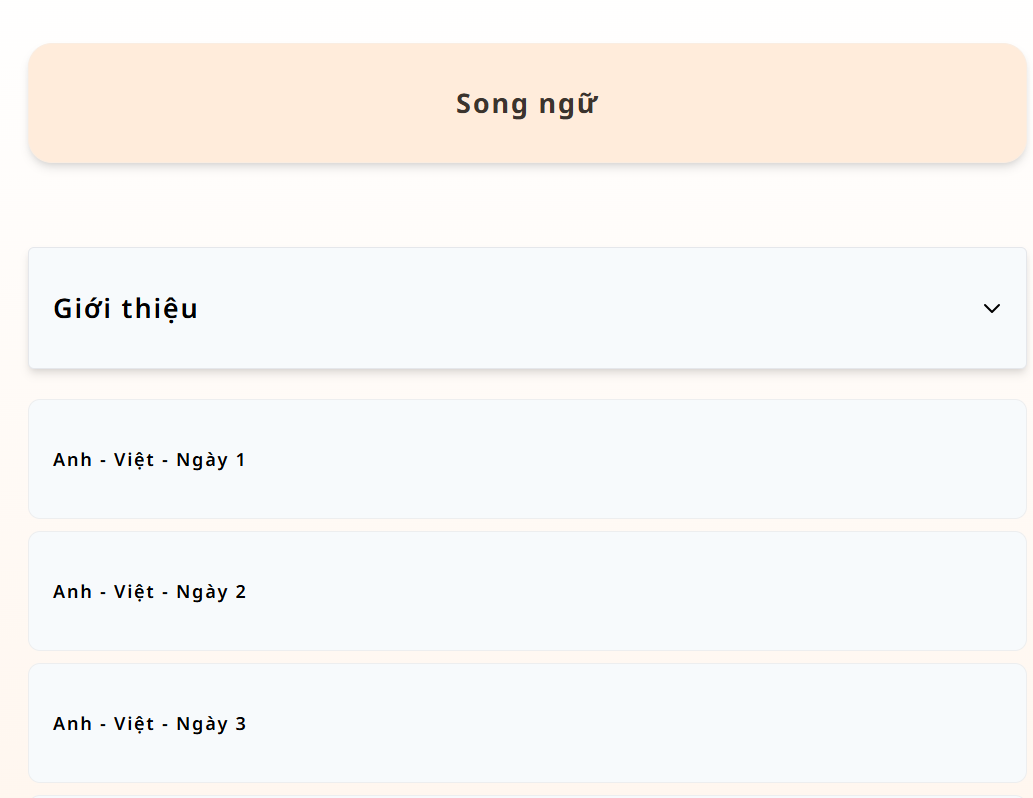 Song ngữ
Giới thiệu
Anh - Việt - Ngày 1
Anh - Việt - Ngày 2
Anh - Việt - Ngày 3